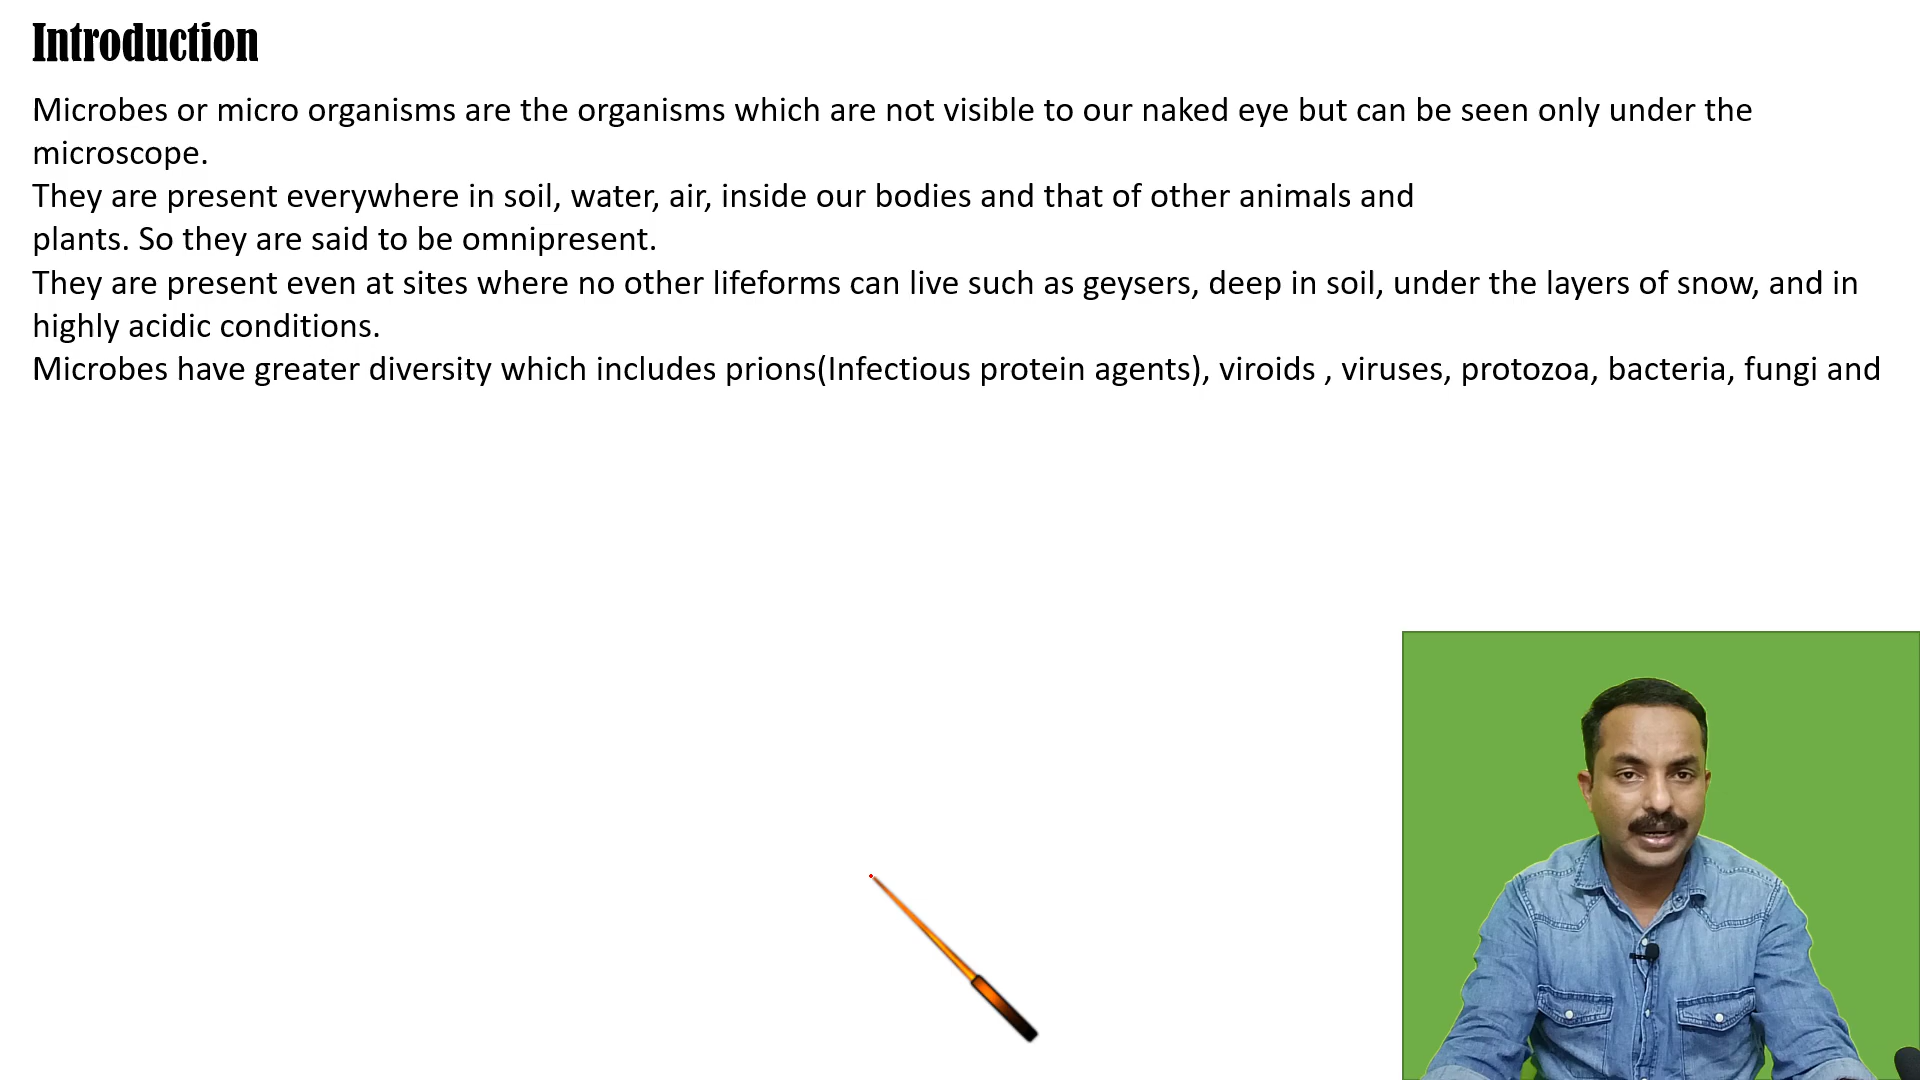 Introduction
Microbes or micro organisms are the organisms which are not visible to our naked eye but can be seen only under the
microscope.
They are present everywhere in soil, water, air, inside our bodies and that of other animals and
plants. So they are said to be omnipresent.
They are present even at sites where no other lifeforms can live such as geysers, deep in soil, under the layers of snow, and in
highly acidic conditions.
Microbes have greater diversity which includes prions(Infectious protein agents), viroids , viruses, protozoa, bacteria, fungi and